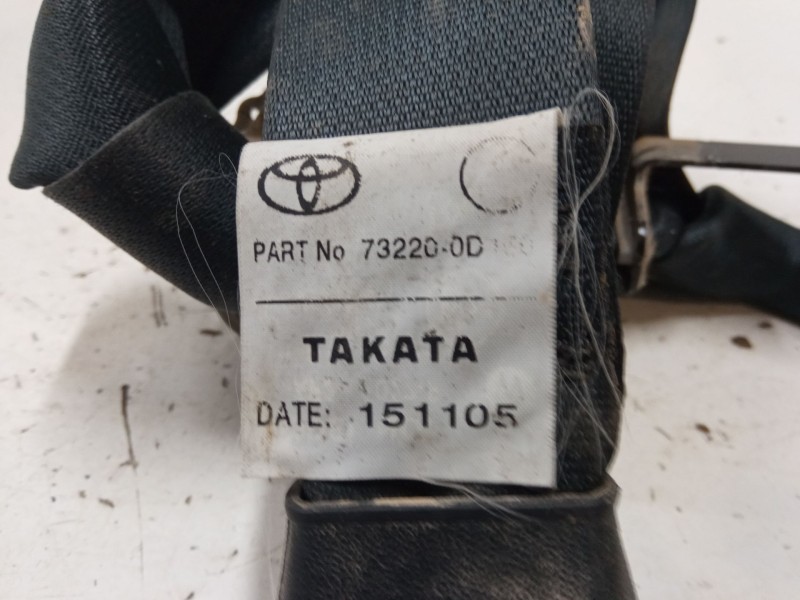 PART No 73220-0D
TAKATA
DATE: 151105